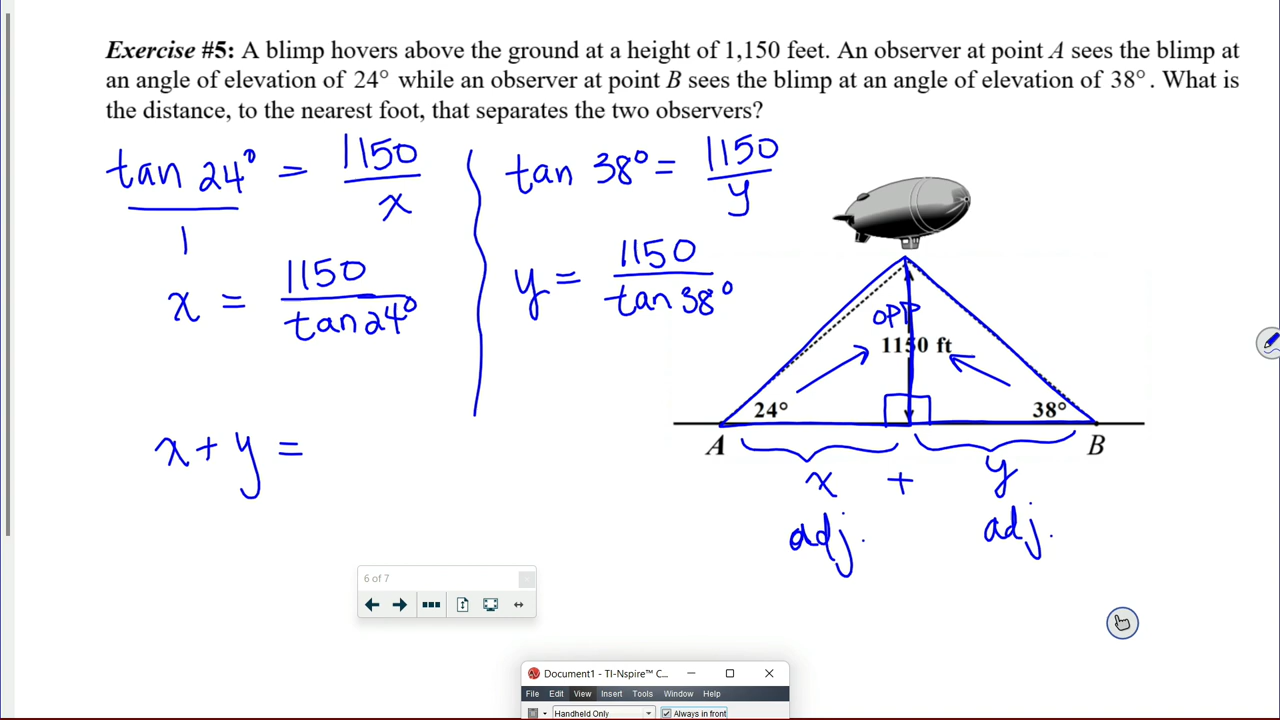 Exercise #5: A blimp hovers above the ground at a height of 1,150 feet. An observer at point A sees the blimp at
an angle of elevation of 24° while an observer at point B sees the blimp at an angle of elevation of 38°. What is
the distance, to the nearest foot, that separates the two observers?
tan 24° / 1 = 1150 / x
x = 1150 / tan 24°
tan 38° = 1150 / y
y = 1150 / tan 38°
x + y =
OPP
1150 ft
24°
38°
A
B
x + y
adj. adj.
6 of 7
Document1 - TI-Nspire™ C...
File Edit View Insert Tools Window Help
Handheld Only
Always in front